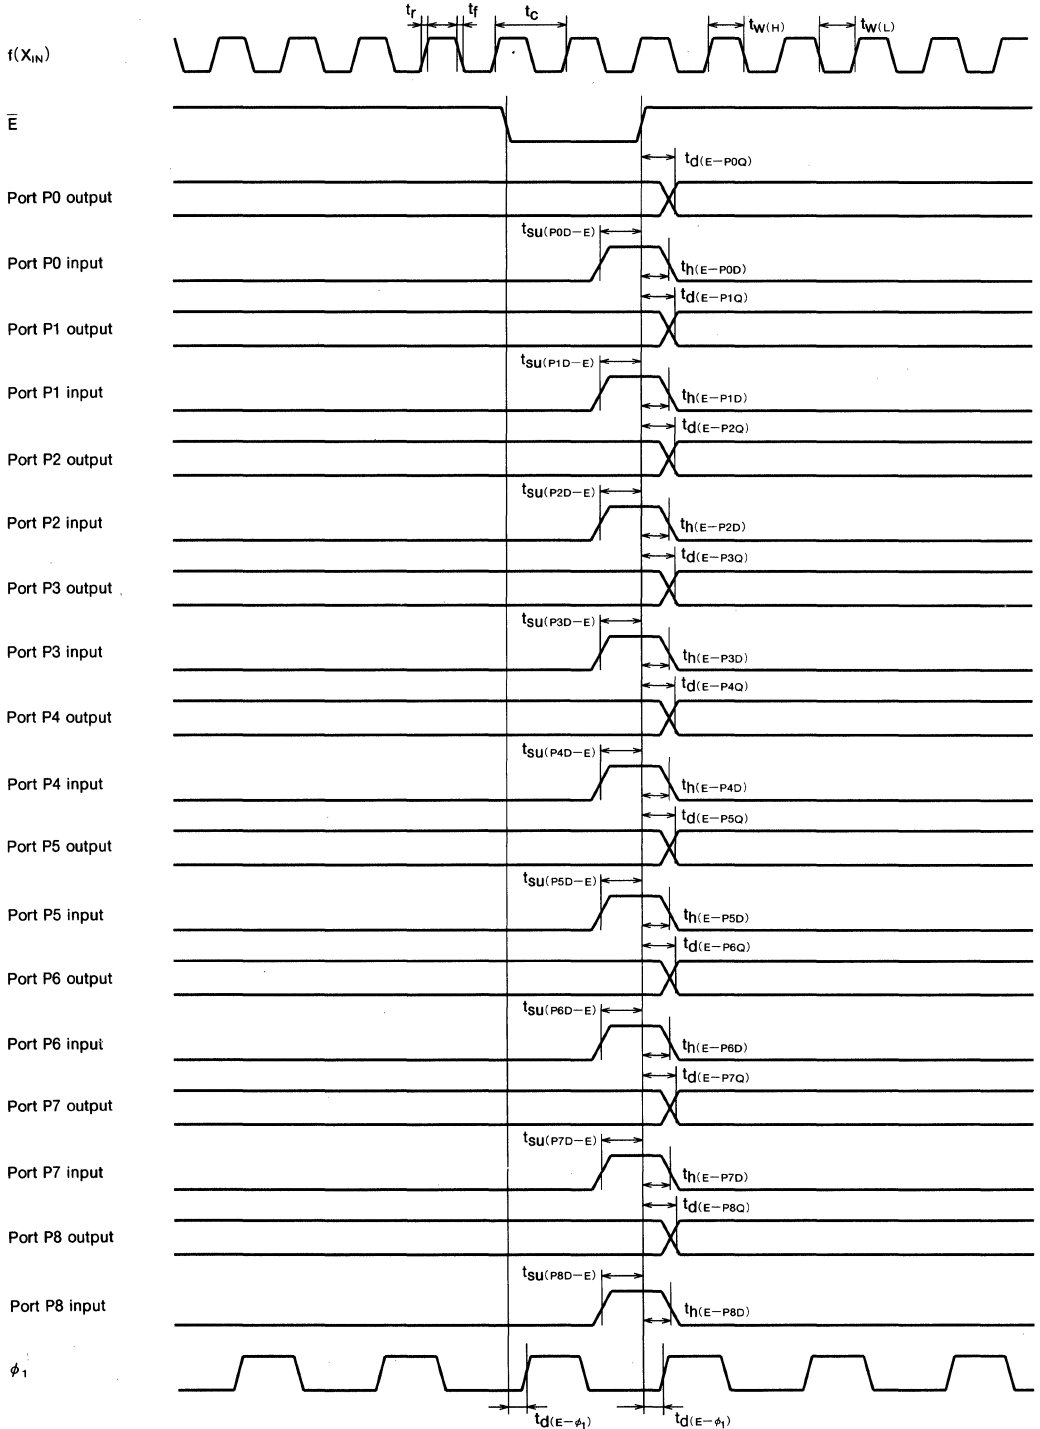 tr tf tc tW(H) tW(L)
f(XIN)
E̅
td(E−P0Q)
Port P0 output
tsu(P0D−E)
Port P0 input th(E−P0D)
td(E−P1Q)
Port P1 output
tsu(P1D−E)
Port P1 input th(E−P1D)
td(E−P2Q)
Port P2 output
tsu(P2D−E)
Port P2 input th(E−P2D)
td(E−P3Q)
Port P3 output
tsu(P3D−E)
Port P3 input th(E−P3D)
td(E−P4Q)
Port P4 output
tsu(P4D−E)
Port P4 input th(E−P4D)
td(E−P5Q)
Port P5 output
tsu(P5D−E)
Port P5 input th(E−P5D)
td(E−P6Q)
Port P6 output
tsu(P6D−E)
Port P6 input th(E−P6D)
td(E−P7Q)
Port P7 output
tsu(P7D−E)
Port P7 input th(E−P7D)
td(E−P8Q)
Port P8 output
tsu(P8D−E)
Port P8 input th(E−P8D)
ϕ1
td(E−ϕ1) td(E−ϕ1)